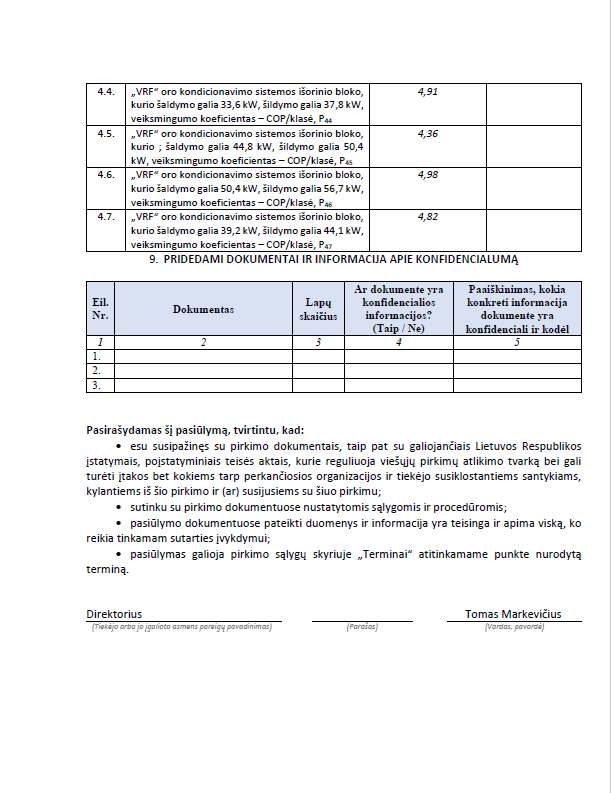 4.4. „VRF“ oro kondicionavimo sistemos išorinio bloko, 4,91
kurio šaldymo galia 33,6 kW, šildymo galia 37,8 kW,
veiksmingumo koeficientas – COP/klasė, P44
4.5. „VRF“ oro kondicionavimo sistemos išorinio bloko, 4,36
kurio ; šaldymo galia 44,8 kW, šildymo galia 50,4
kW, veiksmingumo koeficientas – COP/klasė, P45
4.6. „VRF“ oro kondicionavimo sistemos išorinio bloko, 4,98
kurio šaldymo galia 50,4 kW, šildymo galia 56,7 kW,
veiksmingumo koeficientas – COP/klasė, P46
4.7. „VRF“ oro kondicionavimo sistemos išorinio bloko, 4,82
kurio šaldymo galia 39,2 kW, šildymo galia 44,1 kW,
veiksmingumo koeficientas – COP/klasė, P47
9. PRIDEDAMI DOKUMENTAI IR INFORMACIJA APIE KONFIDENCIALUMĄ
Eil.
Nr.
Dokumentas
Lapų
skaičius
Ar dokumente yra
konfidencialios
informacijos?
(Taip / Ne)
Paaiškinimas, kokia
konkreti informacija
dokumente yra
konfidenciali ir kodėl
1 2 3 4 5
1.
2.
3.
Pasirašydamas šį pasiūlymą, tvirtintu, kad:
• esu susipažinęs su pirkimo dokumentais, taip pat su galiojančiais Lietuvos Respublikos
įstatymais, poįstatyminiais teisės aktais, kurie reguliuoja viešųjų pirkimų atlikimo tvarką bei gali
turėti įtakos bet kokiems tarp perkančiosios organizacijos ir tiekėjo susiklostantiems santykiams,
kylantiems iš šio pirkimo ir (ar) susijusiems su šiuo pirkimu;
• sutinku su pirkimo dokumentuose nustatytomis sąlygomis ir procedūromis;
• pasiūlymo dokumentuose pateikti duomenys ir informacija yra teisinga ir apima viską, ko
reikia tinkamam sutarties įvykdymui;
• pasiūlymas galioja pirkimo sąlygų skyriuje „Terminai“ atitinkamame punkte nurodytą
terminą.
Direktorius Tomas Markevičius
(Tiekėjo arba jo įgalioto asmens pareigų pavadinimas) (Parašas) (Vardas, pavardė)